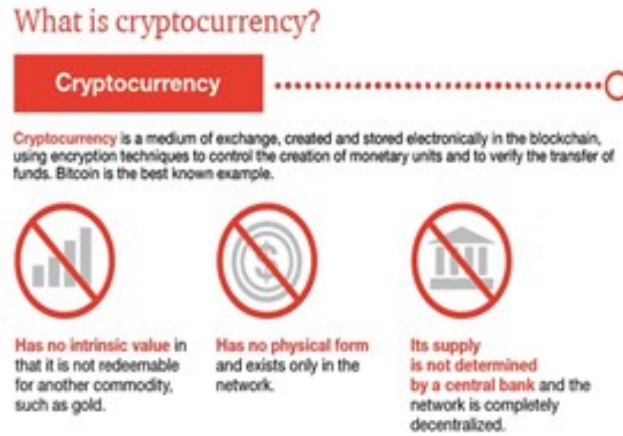 What is cryptocurrency?
Cryptocurrency
Cryptocurrency is a medium of exchange, created and stored electronically in the blockchain,
using encryption techniques to control the creation of monetary units and to verify the transfer of
funds. Bitcoin is the best known example.
$
Has no intrinsic value in
that it is not redeemable
for another commodity,
such as gold.
Has no physical form
and exists only in the
network.
Its supply
is not determined
by a central bank and the
network is completely
decentralized.